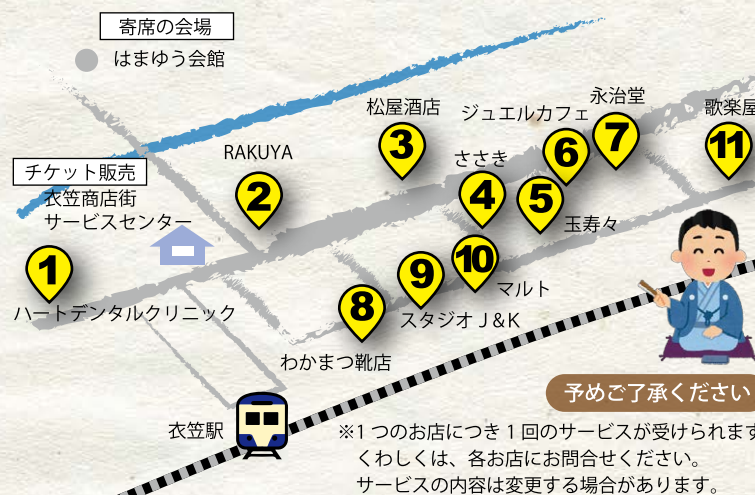 寄席の会場
はまゆう会館
松屋酒店
ジュエルカフェ
永治堂
歌楽屋
3
6
7
11
RAKUYA
ささき
チケット販売
衣笠商店街
サービスセンター
2
4
5
玉寿々
1
ハートデンタルクリニック
8
9
10
マルト
スタジオ J&K
わかまつ靴店
予めご了承ください
衣笠駅
※1 つのお店につき 1 回のサービスが受けられます
くわしくは、各お店にお問合せください。
サービスの内容は変更する場合があります。